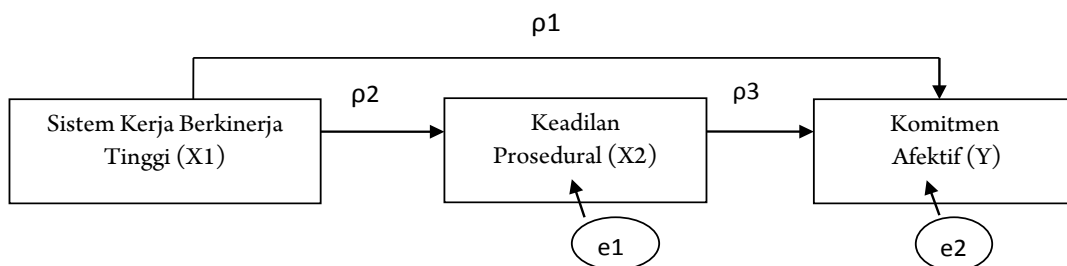 ρ1
ρ2
ρ3
Sistem Kerja Berkinerja
Tinggi (X1)
Keadilan
Prosedural (X2)
Komitmen
Afektif (Y)
e1
e2